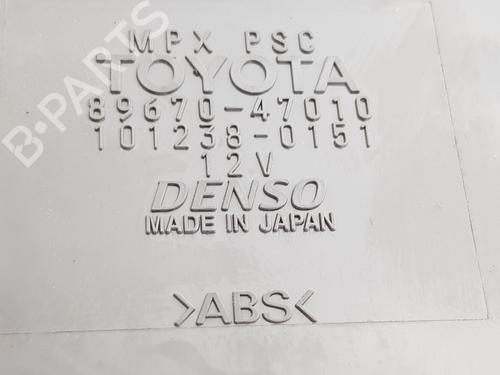 MPX PSC
TOYOTA
89670-47010
101238-0151
12V
DENSO
MADE IN JAPAN
>ABS<
B-PARTS